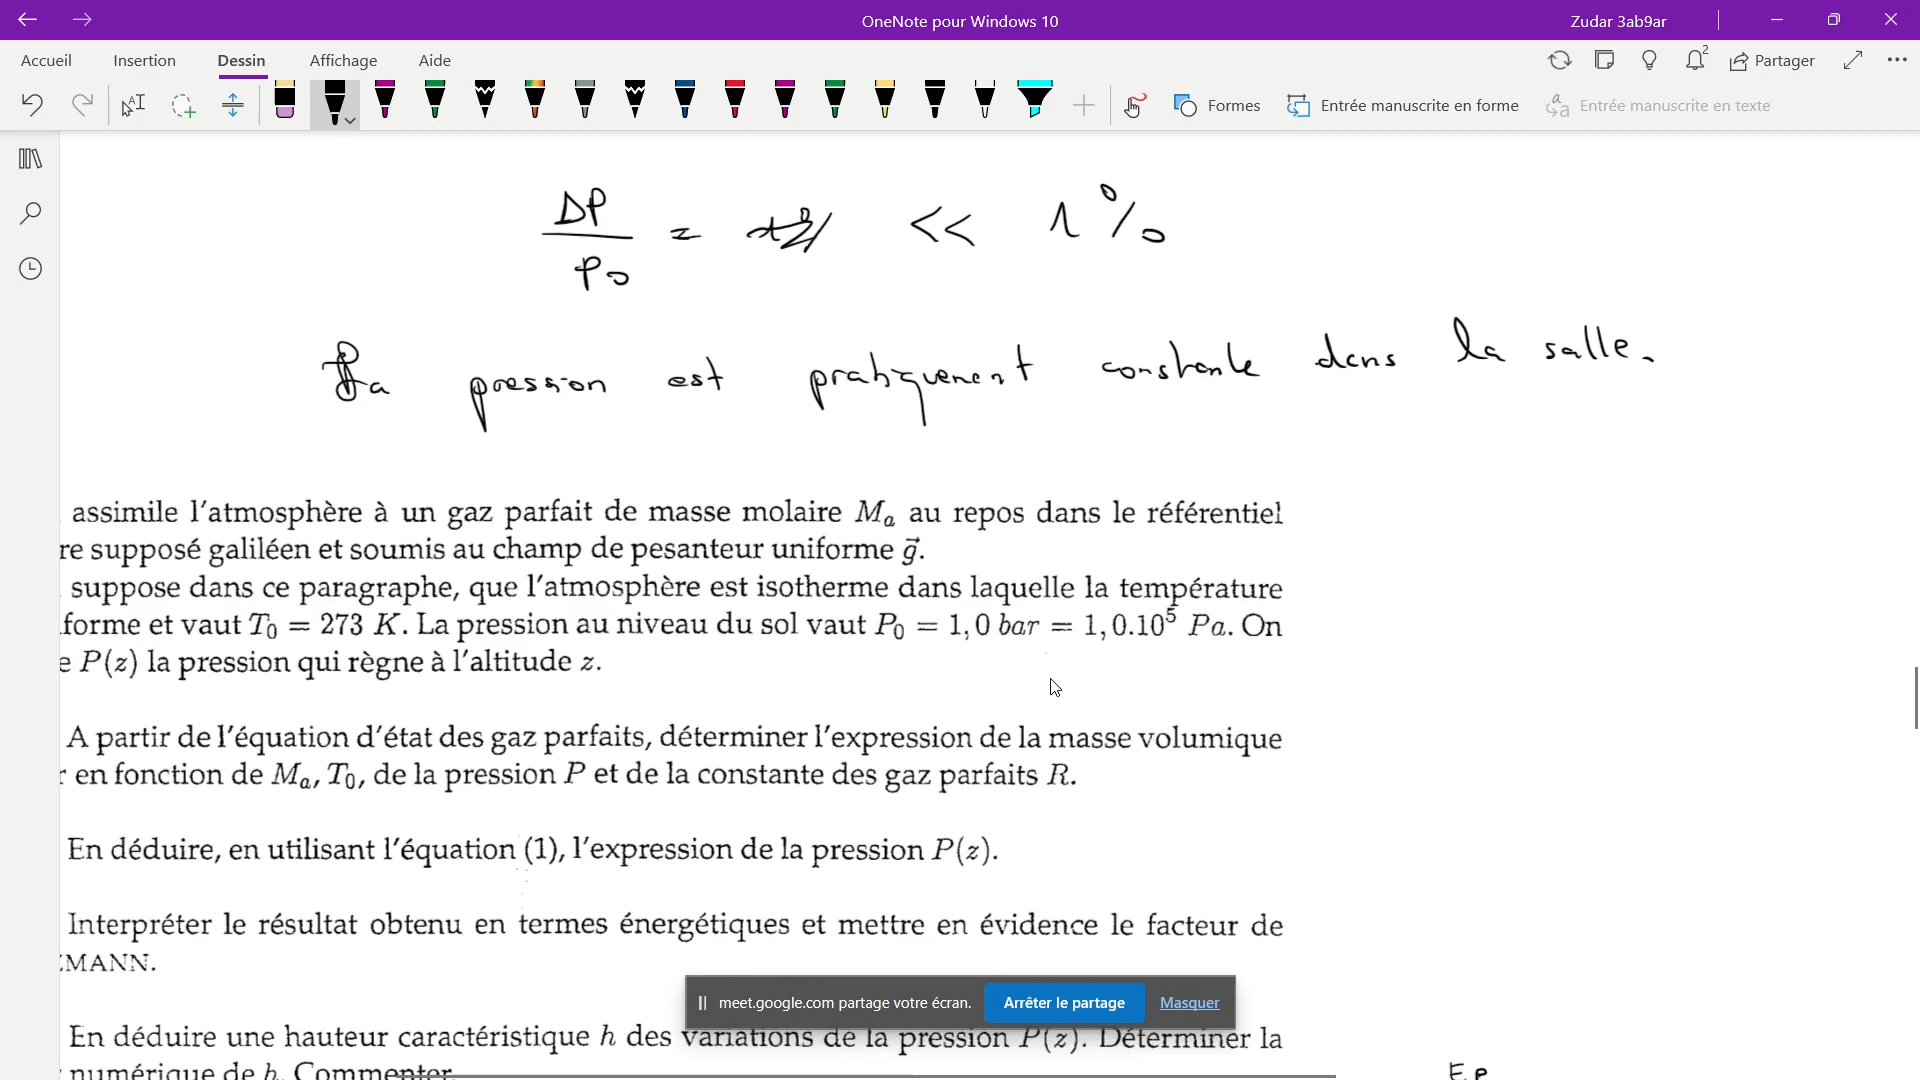 OneNote pour Windows 10
Zudar 3ab9ar
Accueil Insertion Dessin Affichage Aide
2 Partager
Formes Entrée manuscrite en forme Entrée manuscrite en texte
ΔP
/P0 = << 1 %
La pression est pratiquement constante dans la salle.
assimile l'atmosphère à un gaz parfait de masse molaire Ma au repos dans le référentiel
re supposé galiléen et soumis au champ de pesanteur uniforme g⃗.
suppose dans ce paragraphe, que l'atmosphère est isotherme dans laquelle la température
forme et vaut T0 = 273 K. La pression au niveau du sol vaut P0 = 1,0 bar = 1,0.10⁵ Pa. On
e P(z) la pression qui règne à l'altitude z.
A partir de l'équation d'état des gaz parfaits, déterminer l'expression de la masse volumique
r en fonction de Ma, T0, de la pression P et de la constante des gaz parfaits R.
En déduire, en utilisant l'équation (1), l'expression de la pression P(z).
Interpréter le résultat obtenu en termes énergétiques et mettre en évidence le facteur de
MANN.
meet.google.com partage votre écran. Arrêter le partage Masquer
En déduire une hauteur caractéristique h des variations de la pression P(z). Déterminer la
numérique de h. Commenter.
Ep